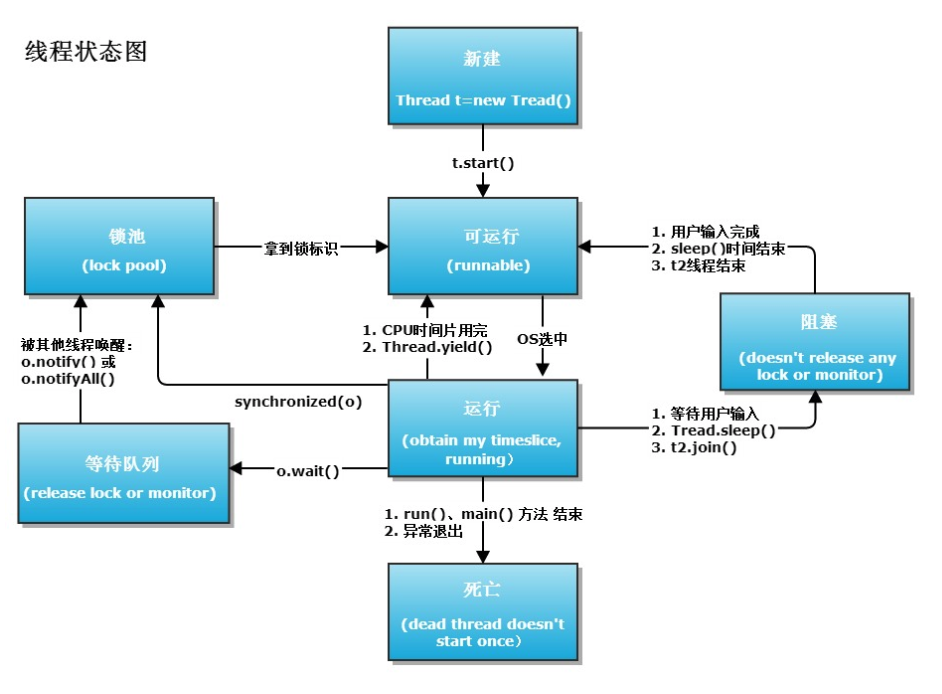 线程状态图
新建
Thread t=new Tread()
t.start()
锁池
(lock pool)
拿到锁标识
可运行
(runnable)
1. 用户输入完成
2. sleep()时间结束
3. t2线程结束
阻塞
(doesn't release any
lock or monitor)
被其他线程唤醒：
o.notify() 或
o.notifyAll()
1. CPU时间片用完
2. Thread.yield()
OS选中
synchronized(o)
运行
(obtain my timeslice,
running）
1. 等待用户输入
2. Tread.sleep()
3. t2.join()
等待队列
(release lock or monitor)
o.wait()
1. run()、main() 方法 结束
2. 异常退出
死亡
(dead thread doesn't
start once）